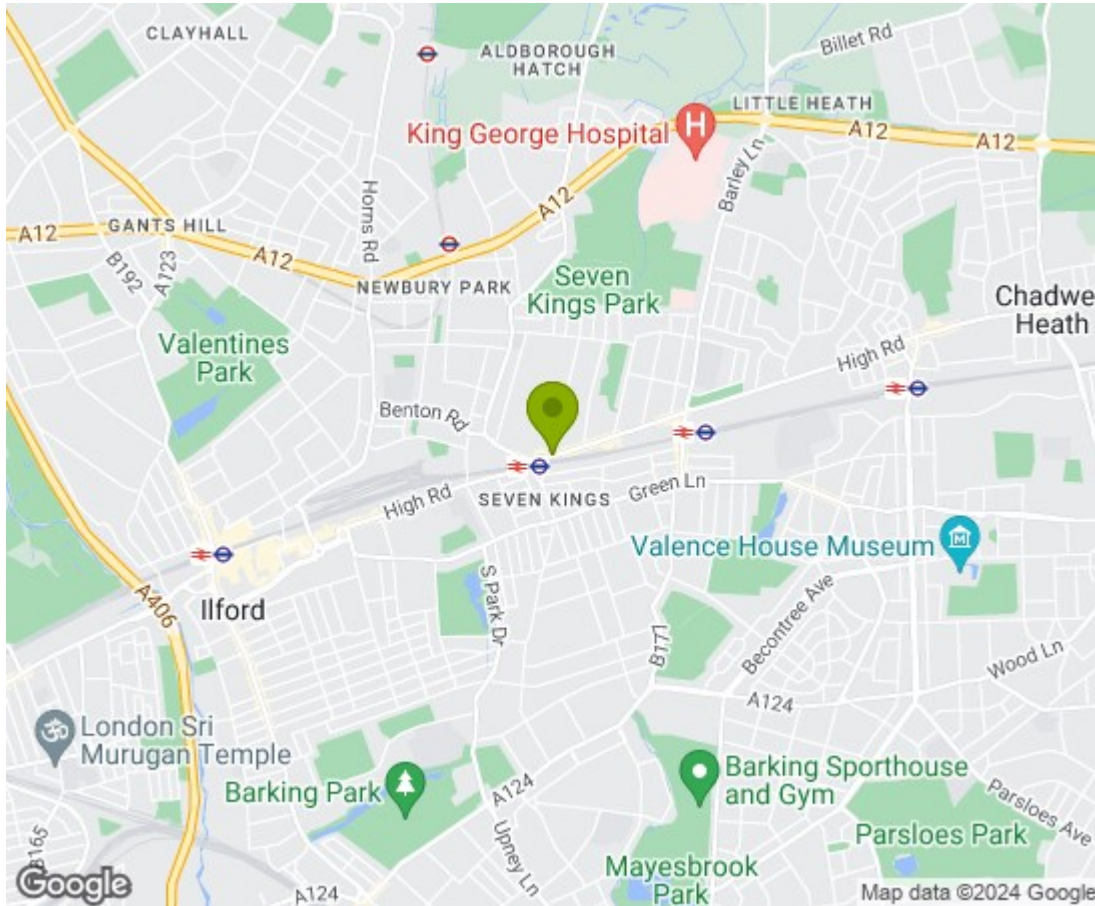 CLAYHALL
ALDBOROUGH
HATCH
Billet Rd
LITTLE HEATH
King George Hospital
H
A12
A12
Barley Ln
Horns Rd
A12
GANTS HILL
A12
B192
A123
A12
NEWBURY PARK
Seven
Kings Park
Chadwe
Heath
Valentines
Park
High Rd
Benton Rd
SEVEN KINGS
Green Ln
High Rd
Valence House Museum
M
A406
Ilford
S Park Dr
B177
Becontree Ave
Wood Ln
A124
London Sri
Murugan Temple
Barking Park
A124
Barking Sporthouse
and Gym
Parsloes Ave
B165
Upney Ln
Parsloes Park
Mayesbrook
Park
Google
A124
Map data ©2024 Google